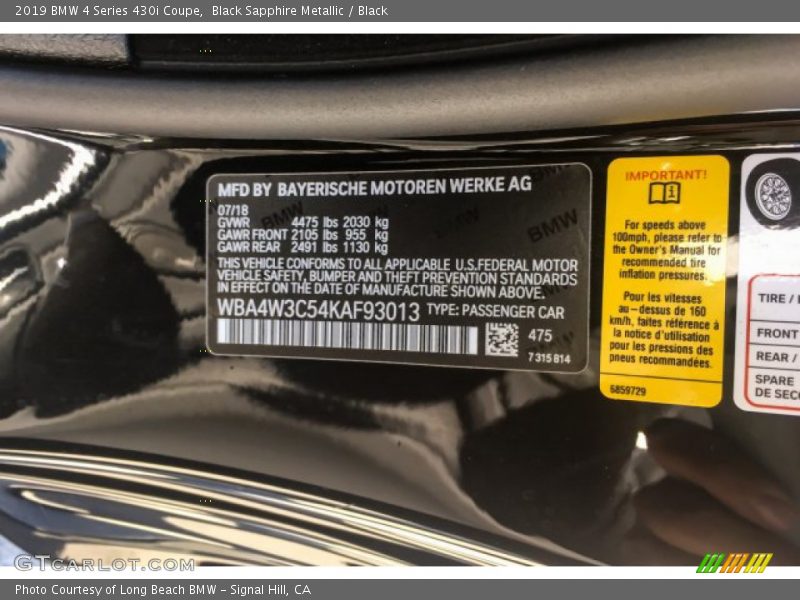 2019 BMW 4 Series 430i Coupe, Black Sapphire Metallic / Black
MFD BY BAYERISCHE MOTOREN WERKE AG
07/18
GVWR 4475 lbs 2030 kg
GAWR FRONT 2105 lbs 955 kg
GAWR REAR 2491 lbs 1130 kg
THIS VEHICLE CONFORMS TO ALL APPLICABLE U.S.FEDERAL MOTOR
VEHICLE SAFETY, BUMPER AND THEFT PREVENTION STANDARDS
IN EFFECT ON THE DATE OF MANUFACTURE SHOWN ABOVE.
WBA4W3C54KAF93013 TYPE: PASSENGER CAR
475
7 315 814
BMW
IMPORTANT!
For speeds above
100mph, please refer to
the Owner's Manual for
recommended tire
inflation pressures.
Pour les vitesses
au-dessus de 160
km/h, faites référence à
la notice d'utilisation
pour les pressions des
pneus recommandées.
6859729
TIRE /
FRONT
REAR /
SPARE
DE SECO
GTCARLOT.COM
Photo Courtesy of Long Beach BMW - Signal Hill, CA